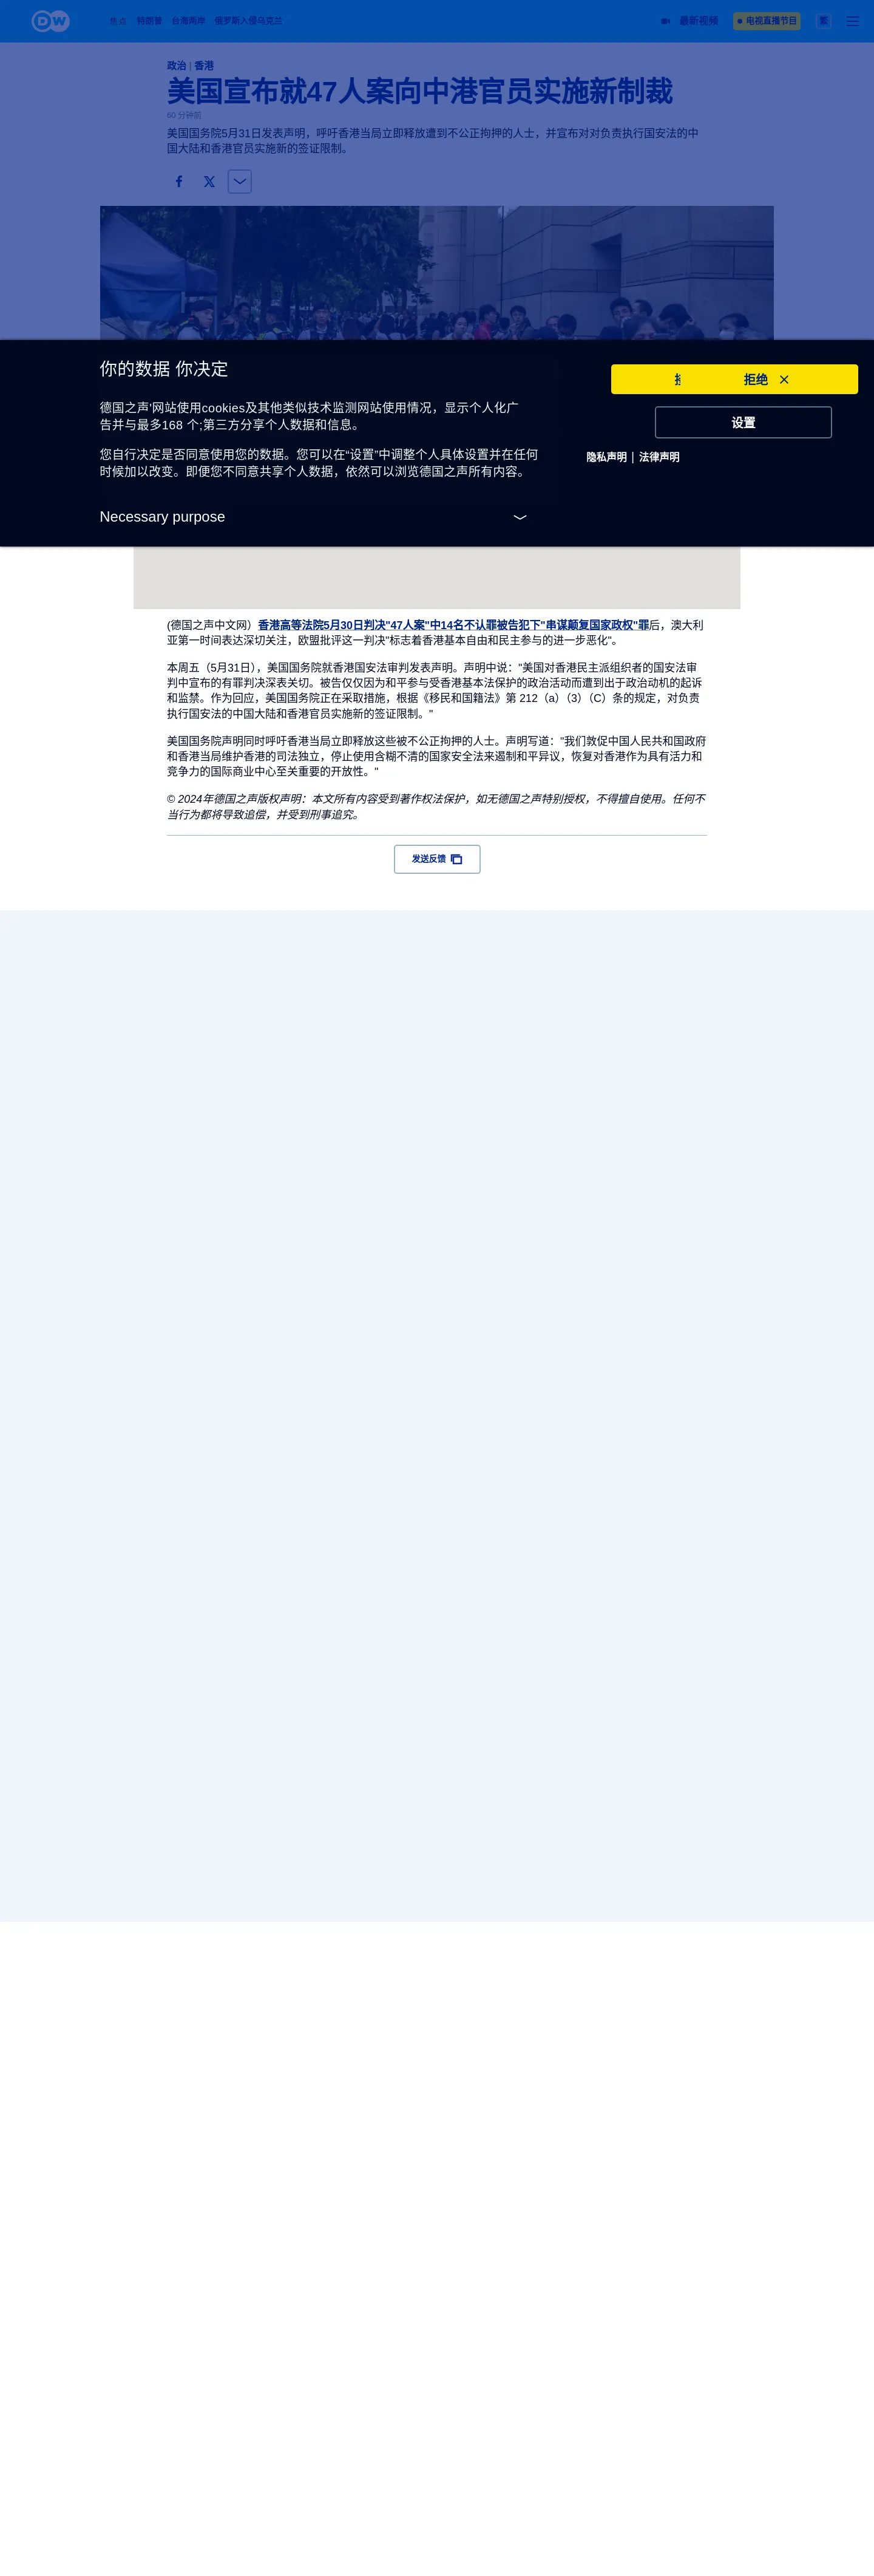 DW
焦点 特朗普 台海两岸 俄罗斯入侵乌克兰
最新视频 电视直播节目 繁
政治 | 香港
美国宣布就47人案向中港官员实施新制裁
60 分钟前
美国国务院5月31日发表声明，呼吁香港当局立即释放遭到不公正拘押的人士，并宣布对对负责执行国安法的中
国大陆和香港官员实施新的签证限制。
你的数据 你决定
德国之声'网站使用cookies及其他类似技术监测网站使用情况，显示个人化广
告并与最多168 个;第三方分享个人数据和信息。
您自行决定是否同意使用您的数据。您可以在“设置”中调整个人具体设置并在任何
时候加以改变。即便您不同意共享个人数据，依然可以浏览德国之声所有内容。
Necessary purpose
拒绝
设置
隐私声明 | 法律声明
(德国之声中文网）香港高等法院5月30日判决"47人案"中14名不认罪被告犯下"串谋颠复国家政权"罪后，澳大利
亚第一时间表达深切关注，欧盟批评这一判决"标志着香港基本自由和民主参与的进一步恶化"。
本周五（5月31日），美国国务院就香港国安法审判发表声明。声明中说："美国对香港民主派组织者的国安法审
判中宣布的有罪判决深表关切。被告仅仅因为和平参与受香港基本法保护的政治活动而遭到出于政治动机的起诉
和监禁。作为回应，美国国务院正在采取措施，根据《移民和国籍法》第 212（a）（3）（C）条的规定，对负责
执行国安法的中国大陆和香港官员实施新的签证限制。"
美国国务院声明同时呼吁香港当局立即释放这些被不公正拘押的人士。声明写道："我们敦促中国人民共和国政府
和香港当局维护香港的司法独立，停止使用含糊不清的国家安全法来遏制和平异议，恢复对香港作为具有活力和
竞争力的国际商业中心至关重要的开放性。"
© 2024年德国之声版权声明：本文所有内容受到著作权法保护，如无德国之声特别授权，不得擅自使用。任何不
当行为都将导致追偿，并受到刑事追究。
发送反馈